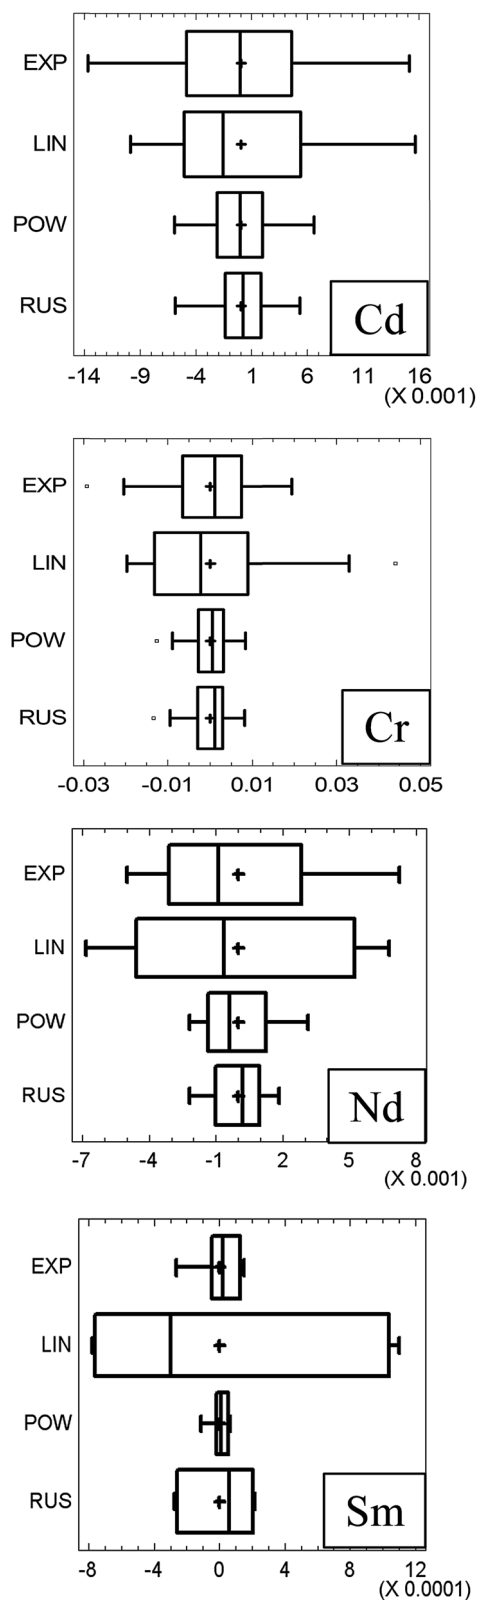 EXP
LIN
POW
RUS
Cd
-14 -9 -4 1 6 11 16
(X 0.001)
EXP
LIN
POW
RUS
Cr
-0.03 -0.01 0.01 0.03 0.05
EXP
LIN
POW
RUS
Nd
-7 -4 -1 2 5 8
(X 0.001)
EXP
LIN
POW
RUS
Sm
-8 -4 0 4 8 12
(X 0.0001)